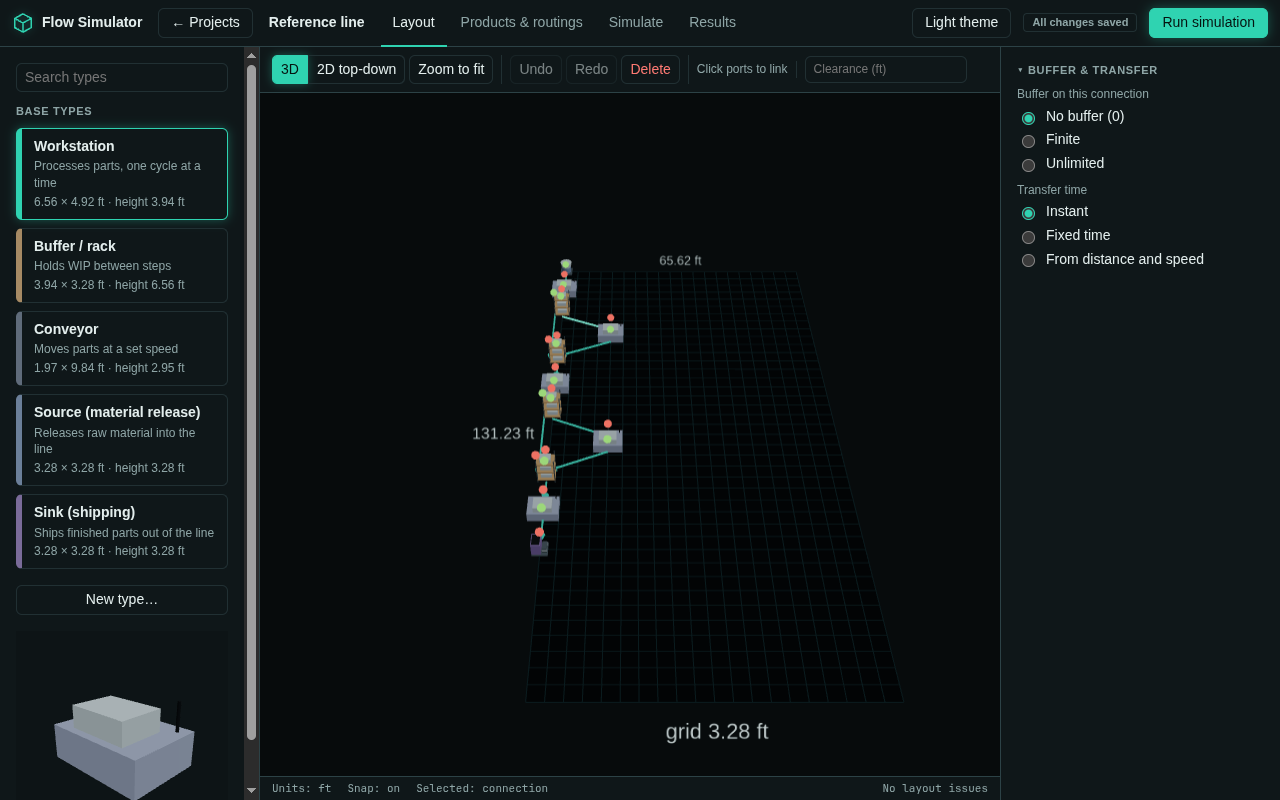 Flow Simulator
← Projects
Reference line
Layout
Products & routings
Simulate
Results
Light theme
All changes saved
Run simulation
Search types
BASE TYPES
Workstation
Processes parts, one cycle at a
time
6.56 × 4.92 ft · height 3.94 ft
Buffer / rack
Holds WIP between steps
3.94 × 3.28 ft · height 6.56 ft
Conveyor
Moves parts at a set speed
1.97 × 9.84 ft · height 2.95 ft
Source (material release)
Releases raw material into the
line
3.28 × 3.28 ft · height 3.28 ft
Sink (shipping)
Ships finished parts out of the line
3.28 × 3.28 ft · height 3.28 ft
New type…
3D
2D top-down
Zoom to fit
Undo
Redo
Delete
Click ports to link
Clearance (ft)
65.62 ft
131.23 ft
grid 3.28 ft
Units: ft
Snap: on
Selected: connection
No layout issues
BUFFER & TRANSFER
Buffer on this connection
No buffer (0)
Finite
Unlimited
Transfer time
Instant
Fixed time
From distance and speed